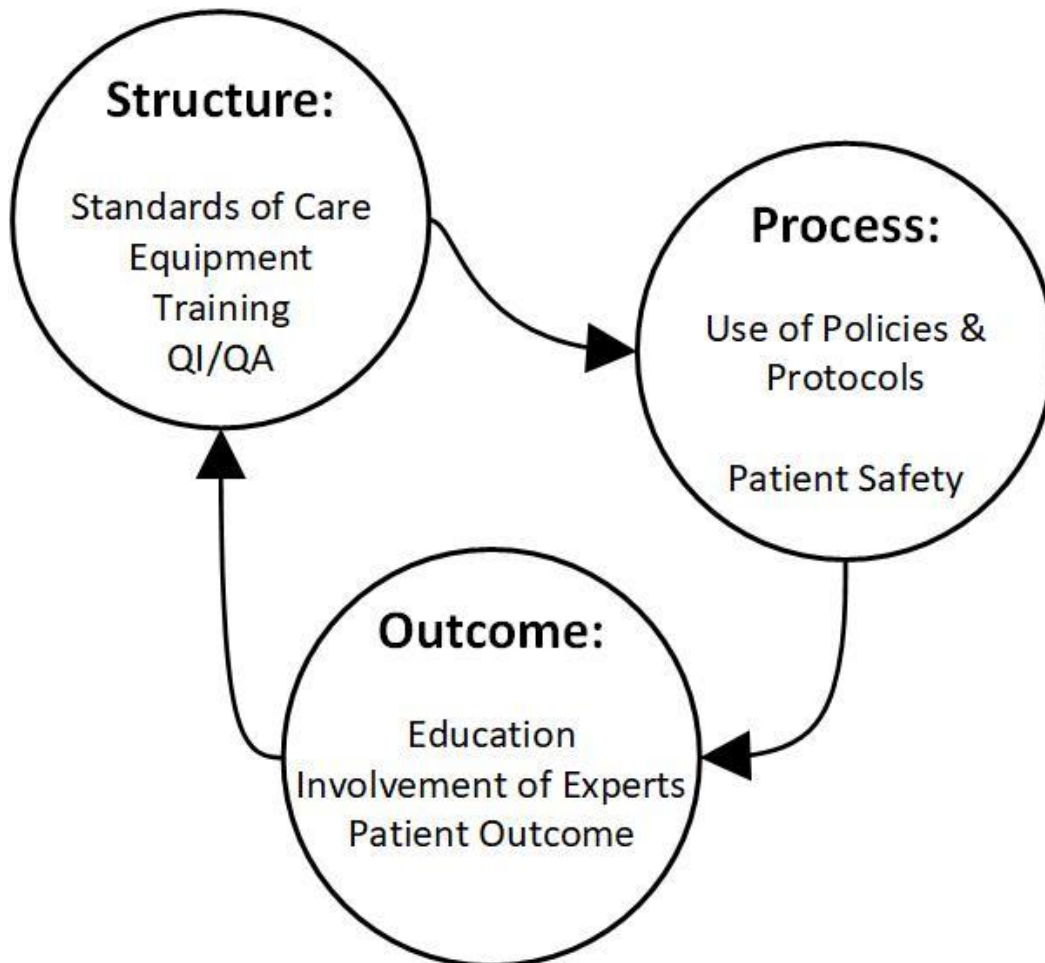 Structure:
Standards of Care
Equipment
Training
QI/QA
Process:
Use of Policies &
Protocols
Patient Safety
Outcome:
Education
Involvement of Experts
Patient Outcome